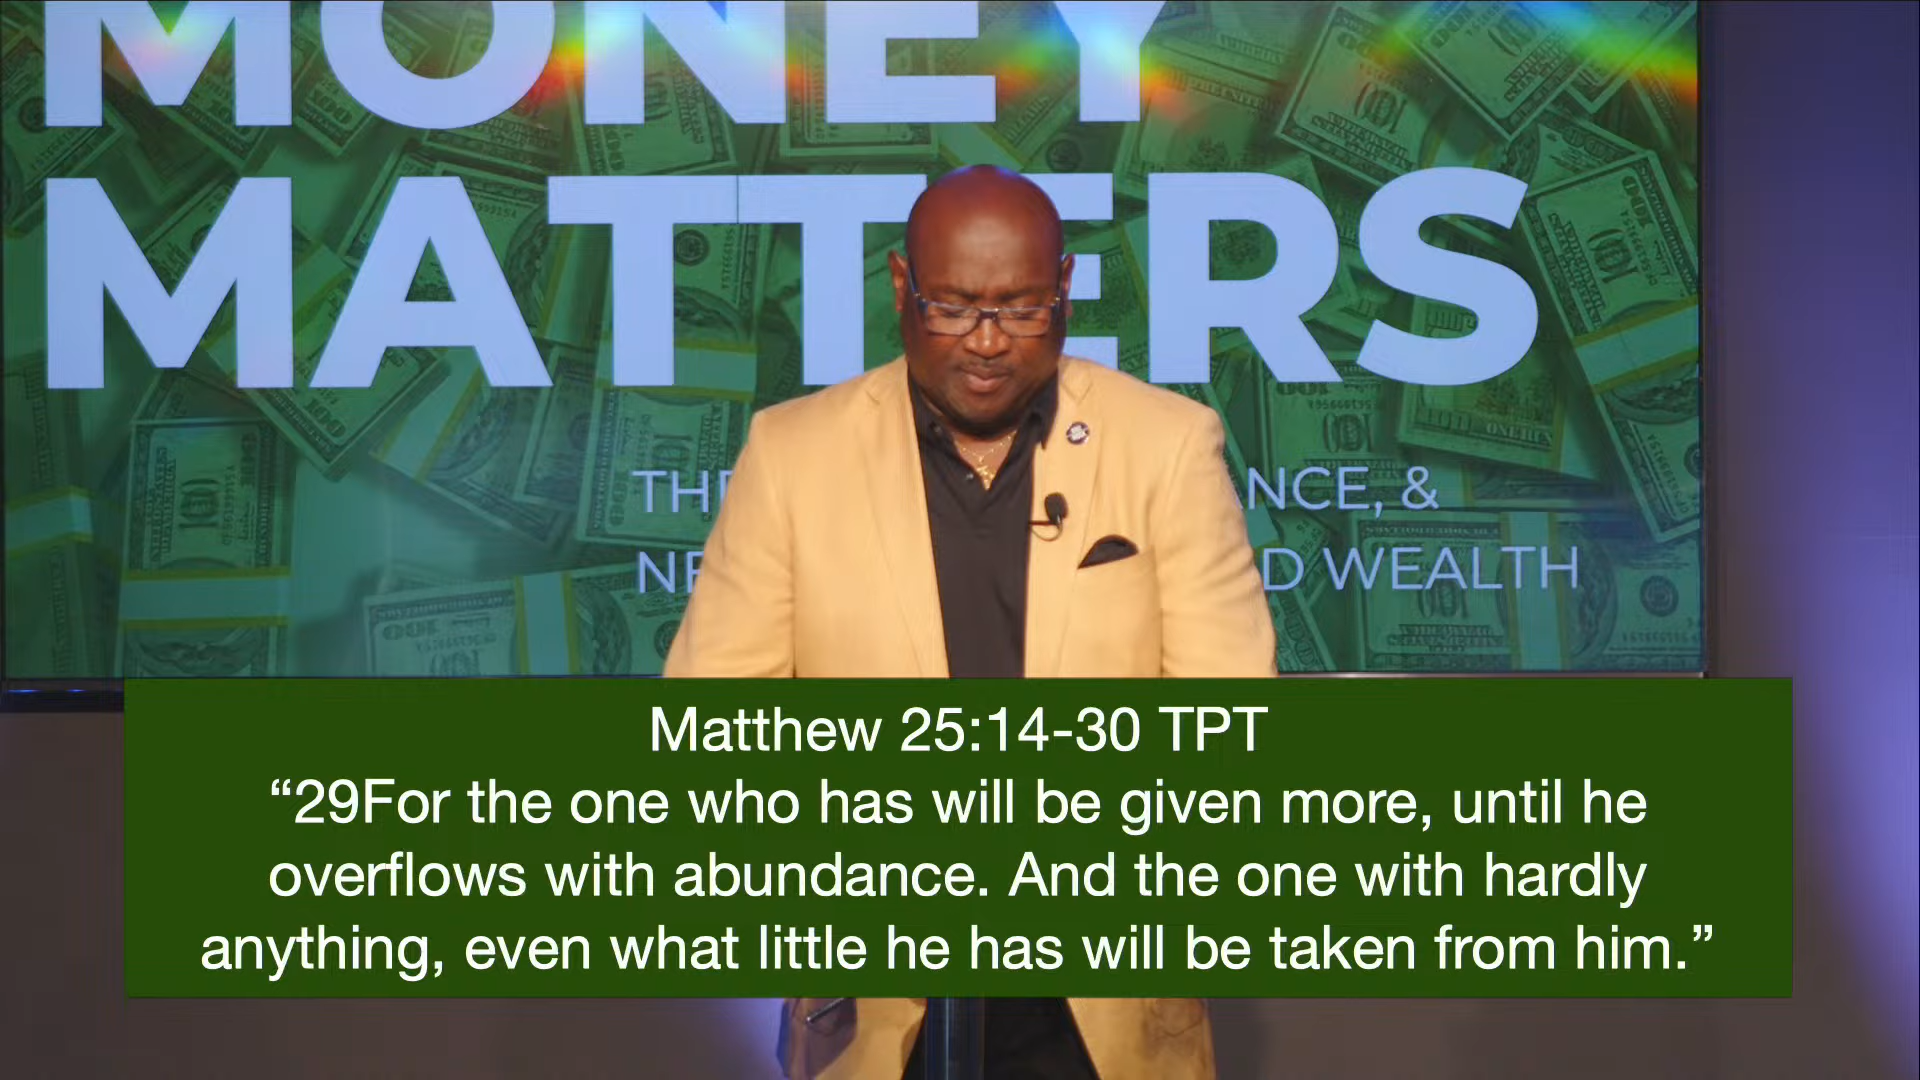 MONEY
MATTERS
NCE, &
D WEALTH
Matthew 25:14-30 TPT
“29For the one who has will be given more, until he
overflows with abundance. And the one with hardly
anything, even what little he has will be taken from him.”